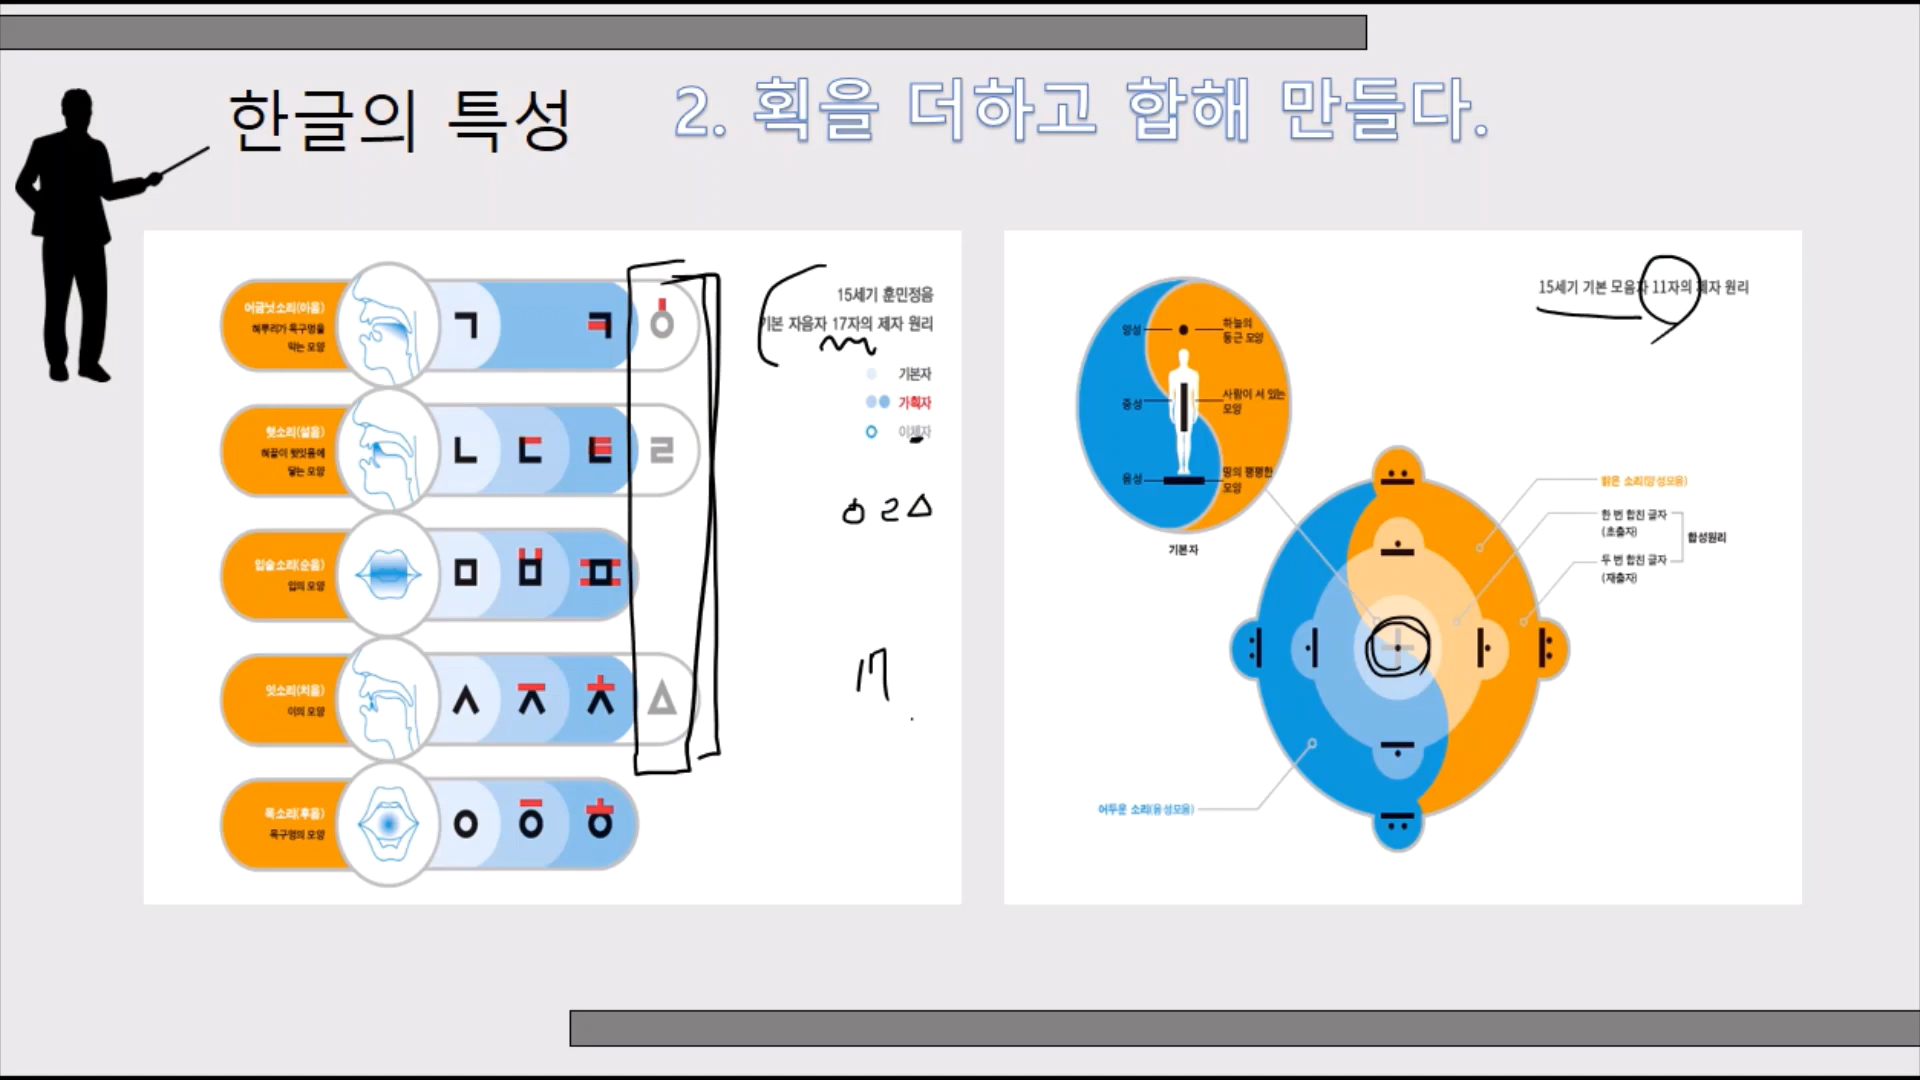 한글의 특성
2. 획을 더하고 합해 만들다.
어금닛소리(아음)
혀뿌리가 목구멍을
막는 모양
ㄱ ㅋ ㆁ
혓소리(설음)
혀끝이 윗잇몸에
닿는 모양
ㄴ ㄷ ㅌ ㄹ
입술소리(순음)
입의 모양
ㅁ ㅂ ㅍ
잇소리(치음)
이의 모양
ㅅ ㅈ ㅊ ㅿ
목소리(후음)
목구멍의 모양
ㅇ ㆆ ㅎ
15세기 훈민정음
기본 자음자 17자의 제자 원리
기본자
가획자
이체자
ㆁ ㄹ ㅿ
17
15세기 기본 모음자 11자의 제자 원리
양성
하늘의
둥근 모양
중성
사람이 서 있는
모양
음성
땅의 평평한
모양
기본자
밝은 소리(양성모음)
한 번 합친 글자
(초출자)
합성원리
두 번 합친 글자
(재출자)
어두운 소리(음성모음)